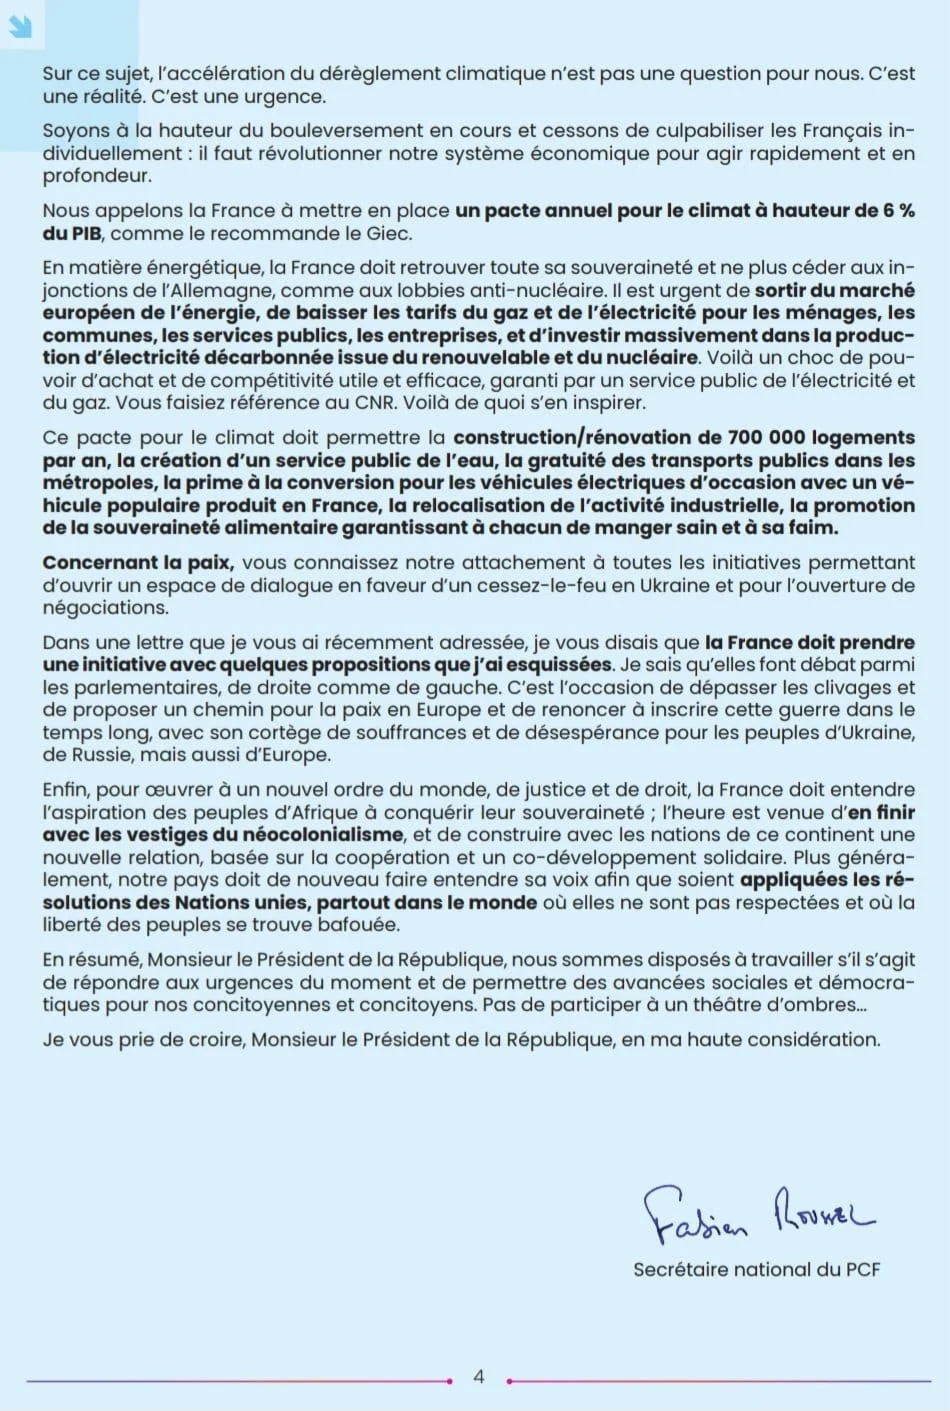 Sur ce sujet, l’accélération du dérèglement climatique n’est pas une question pour nous. C’est
une réalité. C’est une urgence.
Soyons à la hauteur du bouleversement en cours et cessons de culpabiliser les Français in-
dividuellement : il faut révolutionner notre système économique pour agir rapidement et en
profondeur.
Nous appelons la France à mettre en place un pacte annuel pour le climat à hauteur de 6 %
du PIB, comme le recommande le Giec.
En matière énergétique, la France doit retrouver toute sa souveraineté et ne plus céder aux in-
jonctions de l’Allemagne, comme aux lobbies anti-nucléaire. Il est urgent de sortir du marché
européen de l’énergie, de baisser les tarifs du gaz et de l’électricité pour les ménages, les
communes, les services publics, les entreprises, et d’investir massivement dans la produc-
tion d’électricité décarbonnée issue du renouvelable et du nucléaire. Voilà un choc de pou-
voir d’achat et de compétitivité utile et efficace, garanti par un service public de l’électricité et
du gaz. Vous faisiez référence au CNR. Voilà de quoi s’en inspirer.
Ce pacte pour le climat doit permettre la construction/rénovation de 700 000 logements
par an, la création d’un service public de l’eau, la gratuité des transports publics dans les
métropoles, la prime à la conversion pour les véhicules électriques d’occasion avec un vé-
hicule populaire produit en France, la relocalisation de l’activité industrielle, la promotion
de la souveraineté alimentaire garantissant à chacun de manger sain et à sa faim.
Concernant la paix, vous connaissez notre attachement à toutes les initiatives permettant
d’ouvrir un espace de dialogue en faveur d’un cessez-le-feu en Ukraine et pour l’ouverture de
négociations.
Dans une lettre que je vous ai récemment adressée, je vous disais que la France doit prendre
une initiative avec quelques propositions que j’ai esquissées. Je sais qu’elles font débat parmi
les parlementaires, de droite comme de gauche. C’est l’occasion de dépasser les clivages et
de proposer un chemin pour la paix en Europe et de renoncer à inscrire cette guerre dans le
temps long, avec son cortège de souffrances et de désespérance pour les peuples d’Ukraine,
de Russie, mais aussi d’Europe.
Enfin, pour œuvrer à un nouvel ordre du monde, de justice et de droit, la France doit entendre
l’aspiration des peuples d’Afrique à conquérir leur souveraineté ; l’heure est venue d’en finir
avec les vestiges du néocolonialisme, et de construire avec les nations de ce continent une
nouvelle relation, basée sur la coopération et un co-développement solidaire. Plus généra-
lement, notre pays doit de nouveau faire entendre sa voix afin que soient appliquées les ré-
solutions des Nations unies, partout dans le monde où elles ne sont pas respectées et où la
liberté des peuples se trouve bafouée.
En résumé, Monsieur le Président de la République, nous sommes disposés à travailler s’il s’agit
de répondre aux urgences du moment et de permettre des avancées sociales et démocra-
tiques pour nos concitoyennes et concitoyens. Pas de participer à un théâtre d’ombres…
Je vous prie de croire, Monsieur le Président de la République, en ma haute considération.
Fabien ROUSSEL
Secrétaire national du PCF
4